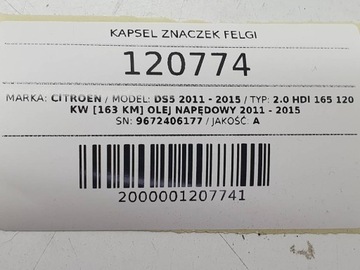 KAPSEL ZNACZEK FELGI
120774
MARKA: CITROEN / MODEL: DS5 2011 - 2015 / TYP: 2.0 HDI 165 120
KW [163 KM] OLEJ NAPĘDOWY 2011 - 2015
SN: 9672406177 / JAKOŚĆ: A
2000001207741